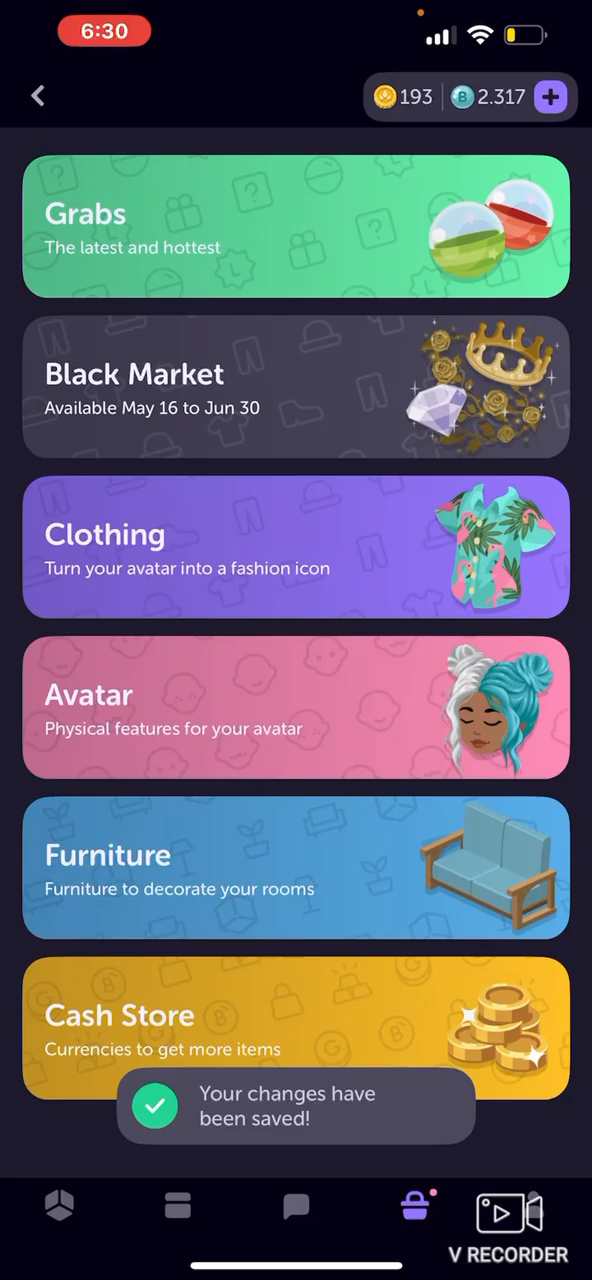 6:30
193
B
2.317
Grabs
The latest and hottest
Black Market
Available May 16 to Jun 30
Clothing
Turn your avatar into a fashion icon
Avatar
Physical features for your avatar
Furniture
Furniture to decorate your rooms
Cash Store
Currencies to get more items
Your changes have
been saved!
V RECORDER